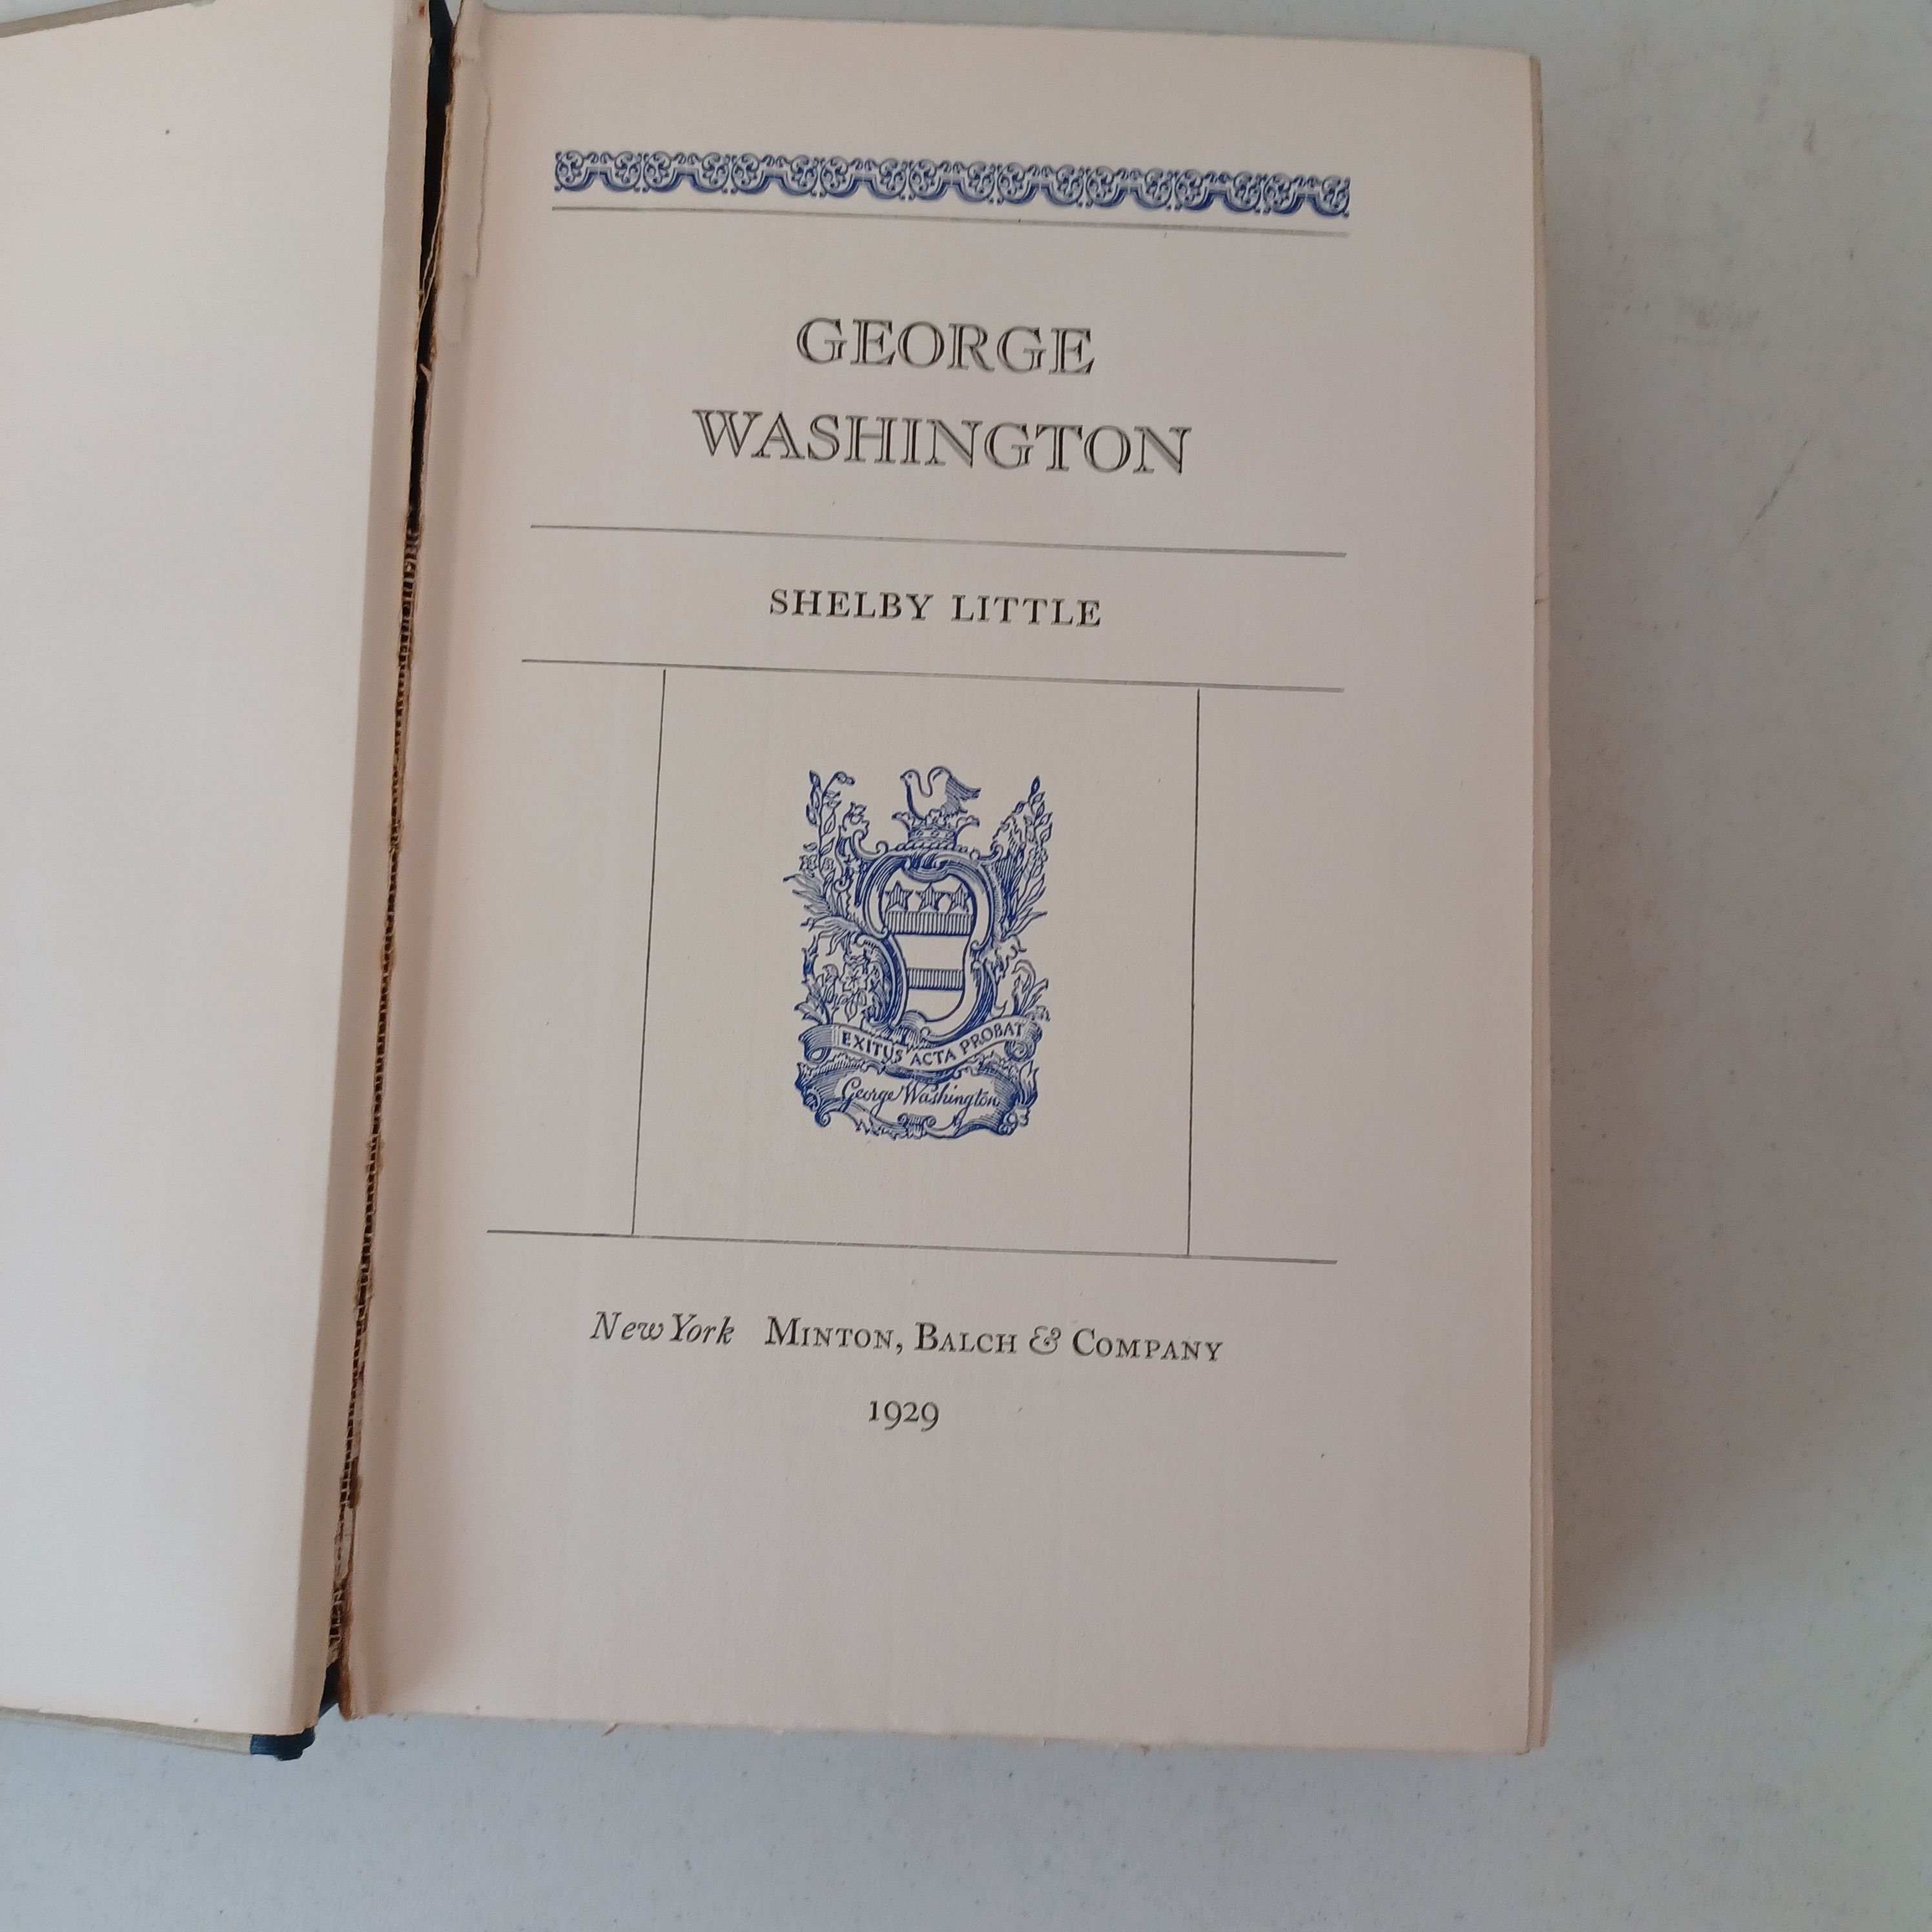 GEORGE
WASHINGTON
SHELBY LITTLE
EXITUS ACTA PROBAT
George Washington
New York MINTON, BALCH & COMPANY
1929